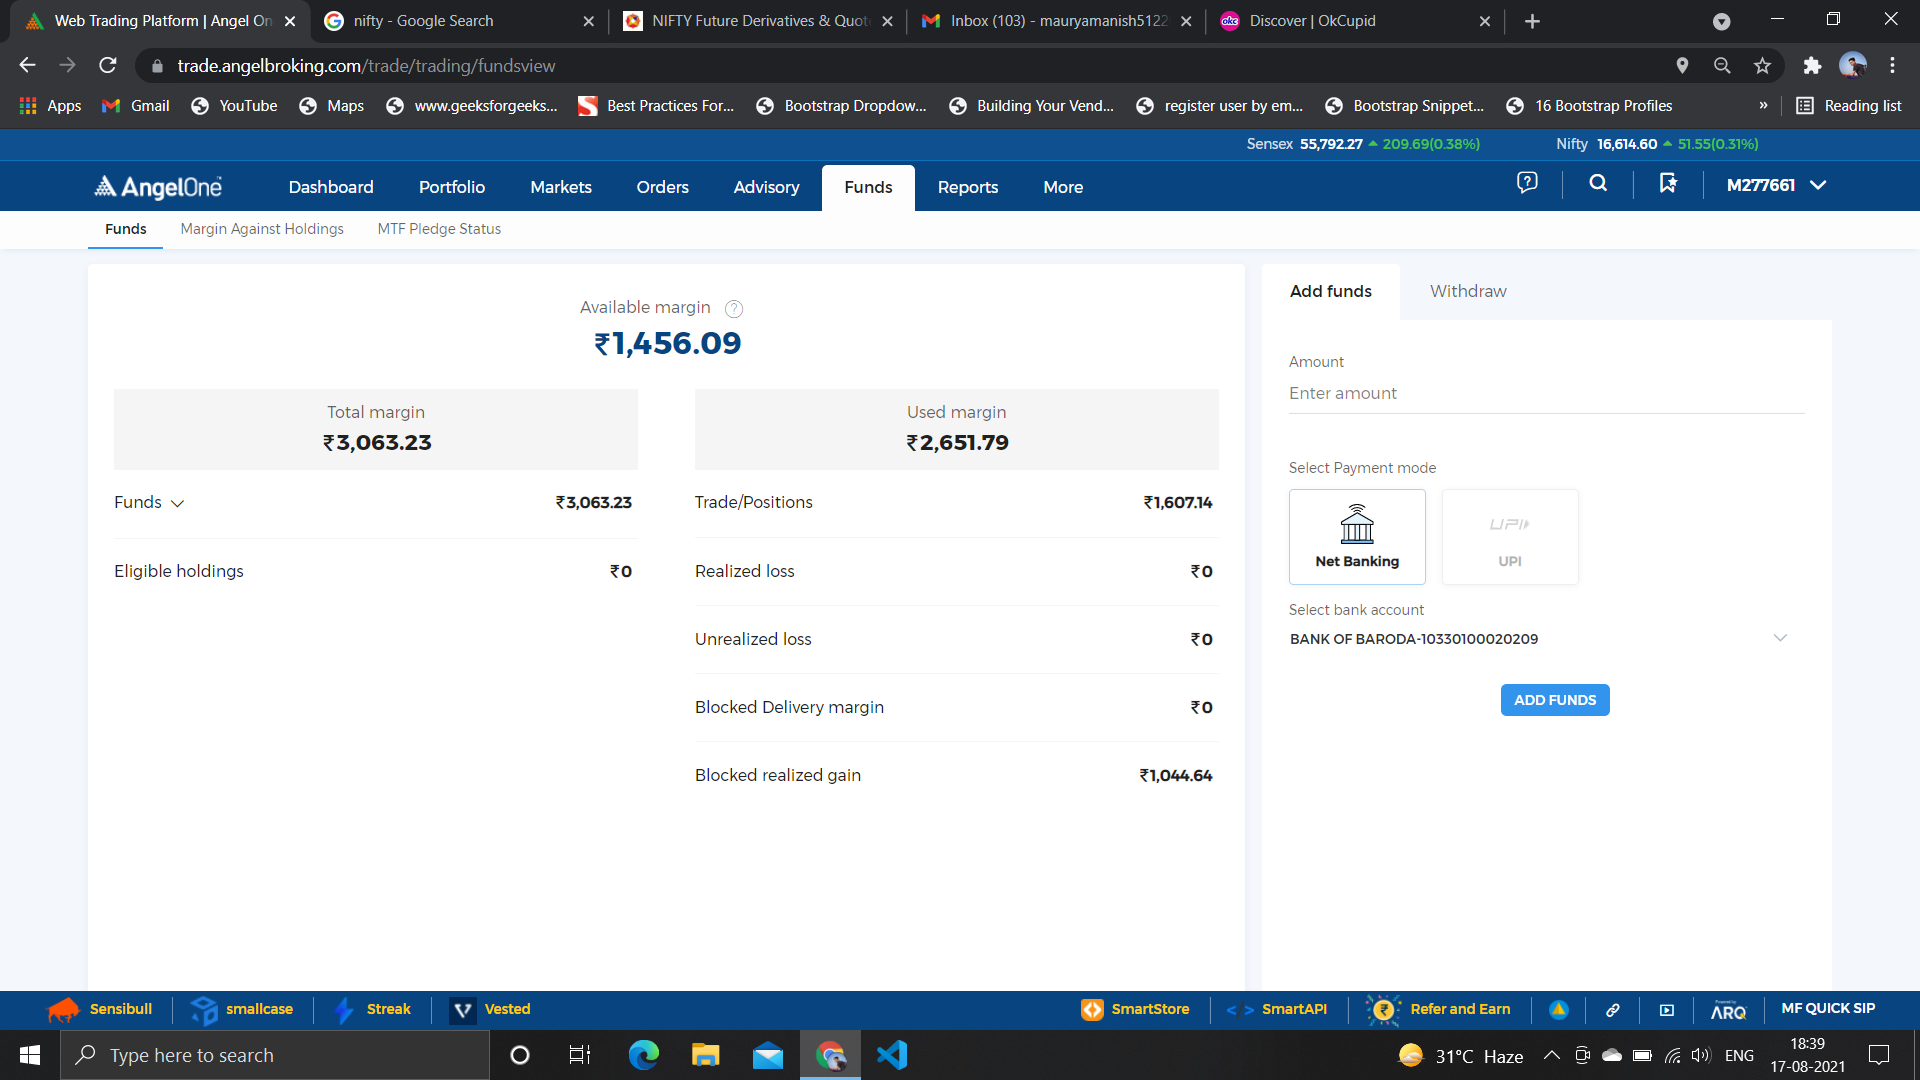 Web Trading Platform | Angel On
nifty - Google Search
NIFTY Future Derivatives & Quot
Inbox (103) - mauryamanish5122
okc Discover | OkCupid
trade.angelbroking.com/trade/trading/fundsview
Apps Gmail YouTube Maps www.geeksforgeeks... Best Practices For... Bootstrap Dropdow... Building Your Vend... register user by em... Bootstrap Snippet... 16 Bootstrap Profiles » Reading list
Sensex 55,792.27 209.69(0.38%) Nifty 16,614.60 51.55(0.31%)
AngelOne Dashboard Portfolio Markets Orders Advisory Funds Reports More M277661
Funds Margin Against Holdings MTF Pledge Status
Available margin ?
₹1,456.09
Total margin
₹3,063.23
Funds ₹3,063.23
Eligible holdings ₹0
Used margin
₹2,651.79
Trade/Positions ₹1,607.14
Realized loss ₹0
Unrealized loss ₹0
Blocked Delivery margin ₹0
Blocked realized gain ₹1,044.64
Add funds Withdraw
Amount
Enter amount
Select Payment mode
Net Banking
UPI
UPI
Select bank account
BANK OF BARODA-10330100020209
ADD FUNDS
Sensibull smallcase Streak V Vested SmartStore < > SmartAPI Refer and Earn Powered by ARQ MF QUICK SIP
Type here to search
31°C Haze ENG
18:39
17-08-2021